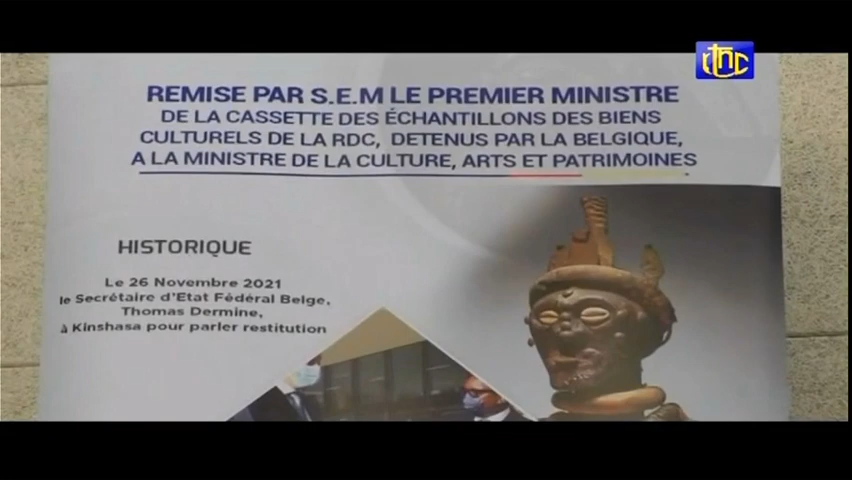 rtnc
REMISE PAR S.E.M LE PREMIER MINISTRE
DE LA CASSETTE DES ÉCHANTILLONS DES BIENS
CULTURELS DE LA RDC, DETENUS PAR LA BELGIQUE,
A LA MINISTRE DE LA CULTURE, ARTS ET PATRIMOINES
HISTORIQUE
Le 26 Novembre 2021
le Secrétaire d'Etat Fédéral Belge,
Thomas Dermine,
à Kinshasa pour parler restitution